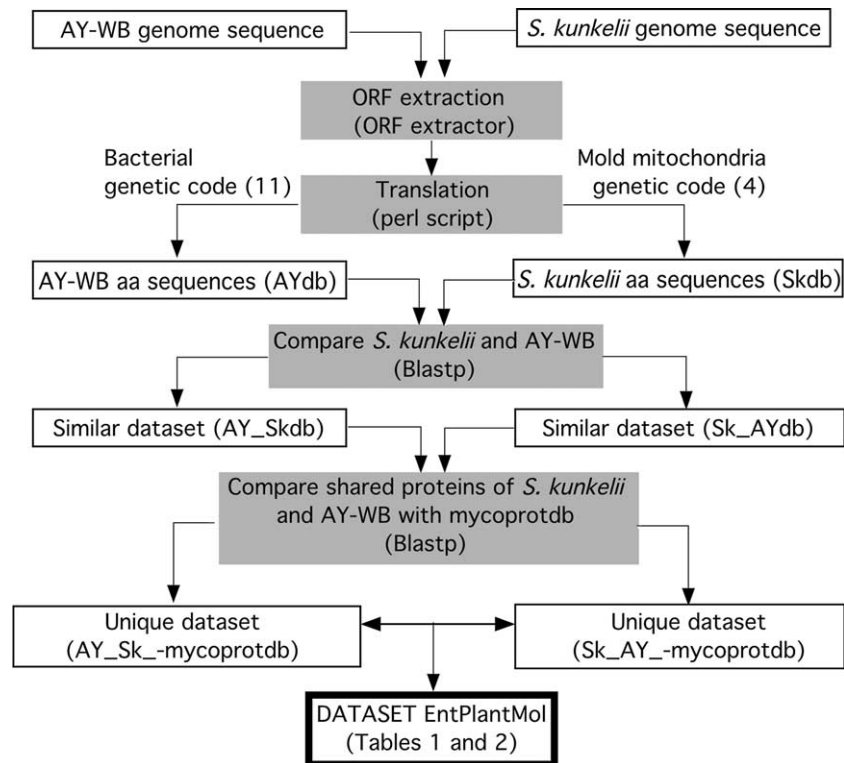 AY-WB genome sequence
S. kunkelii genome sequence
ORF extraction
(ORF extractor)
Bacterial
genetic code (11)
Mold mitochondria
genetic code (4)
Translation
(perl script)
AY-WB aa sequences (AYdb)
S. kunkelii aa sequences (Skdb)
Compare S. kunkelii and AY-WB
(Blastp)
Similar dataset (AY_Skdb)
Similar dataset (Sk_AYdb)
Compare shared proteins of S. kunkelii
and AY-WB with mycoprotdb
(Blastp)
Unique dataset
(AY_Sk_-mycoprotdb)
Unique dataset
(Sk_AY_-mycoprotdb)
DATASET EntPlantMol
(Tables 1 and 2)